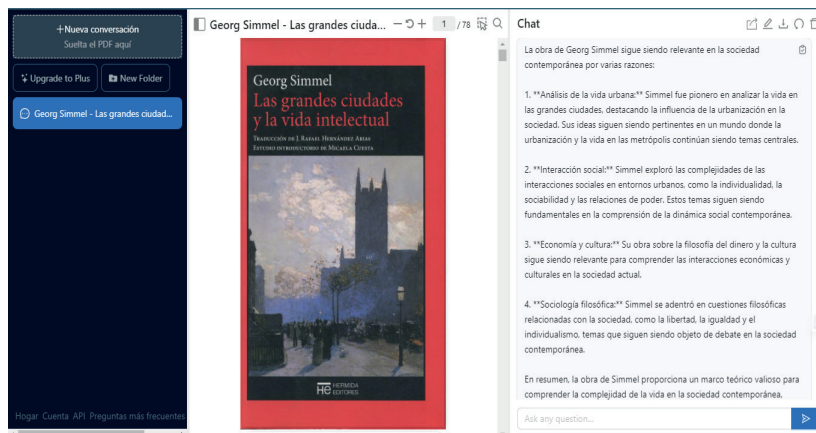 +Nueva conversación
Suelta el PDF aquí
Upgrade to Plus
New Folder
Georg Simmel - Las grandes ciudad...
Hogar Cuenta API Preguntas más frecuentes
Georg Simmel - Las grandes ciuda...
1 /78
Georg Simmel
Las grandes ciudades
y la vida intelectual
TRADUCCIÓN DE J. RAFAEL HERNÁNDEZ ARIAS
ESTUDIO INTRODUCTORIO DE MICAELA CUESTA
HE HERMIDA
EDITORES
Chat
La obra de Georg Simmel sigue siendo relevante en la sociedad
contemporánea por varias razones:
1. **Análisis de la vida urbana:** Simmel fue pionero en analizar la vida en
las grandes ciudades, destacando la influencia de la urbanización en la
sociedad. Sus ideas siguen siendo pertinentes en un mundo donde la
urbanización y la vida en las metrópolis continúan siendo temas centrales.
2. **Interacción social:** Simmel exploró las complejidades de las
interacciones sociales en entornos urbanos, como la individualidad, la
sociabilidad y las relaciones de poder. Estos temas siguen siendo
fundamentales en la comprensión de la dinámica social contemporánea.
3. **Economía y cultura:** Su obra sobre la filosofía del dinero y la cultura
sigue siendo relevante para comprender las interacciones económicas y
culturales en la sociedad actual.
4. **Sociología filosófica:** Simmel se adentró en cuestiones filosóficas
relacionadas con la sociedad, como la libertad, la igualdad y el
individualismo, temas que siguen siendo objeto de debate en la sociedad
contemporánea.
En resumen, la obra de Simmel proporciona un marco teórico valioso para
comprender la complejidad de la vida en la sociedad contemporánea,
Ask any question...